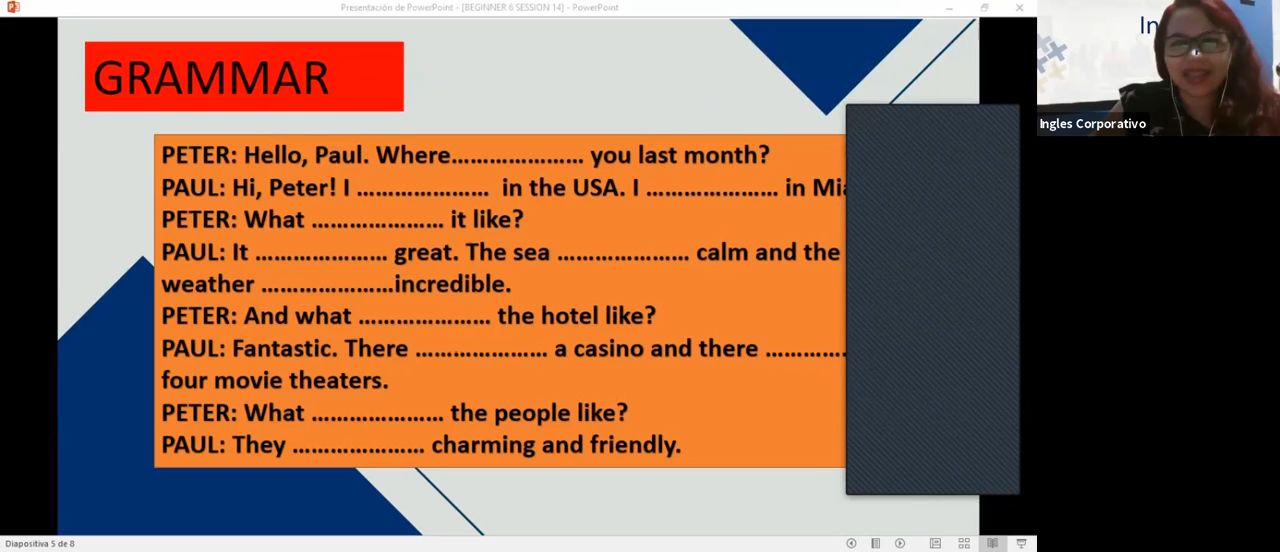 Presentación de PowerPoint - [BEGINNER 6 SESSION 14] - PowerPoint
In
Ingles Corporativo
GRAMMAR
PETER: Hello, Paul. Where………………… you last month?
PAUL: Hi, Peter! I ………………… in the USA. I ………………… in
PETER: What ………………… it like?
PAUL: It ………………… great. The sea ………………… calm and the
weather …………………incredible.
PETER: And what ………………… the hotel like?
PAUL: Fantastic. There ………………… a casino and there ………….
four movie theaters.
PETER: What ………………… the people like?
PAUL: They ………………… charming and friendly.
Diapositiva 5 de 8